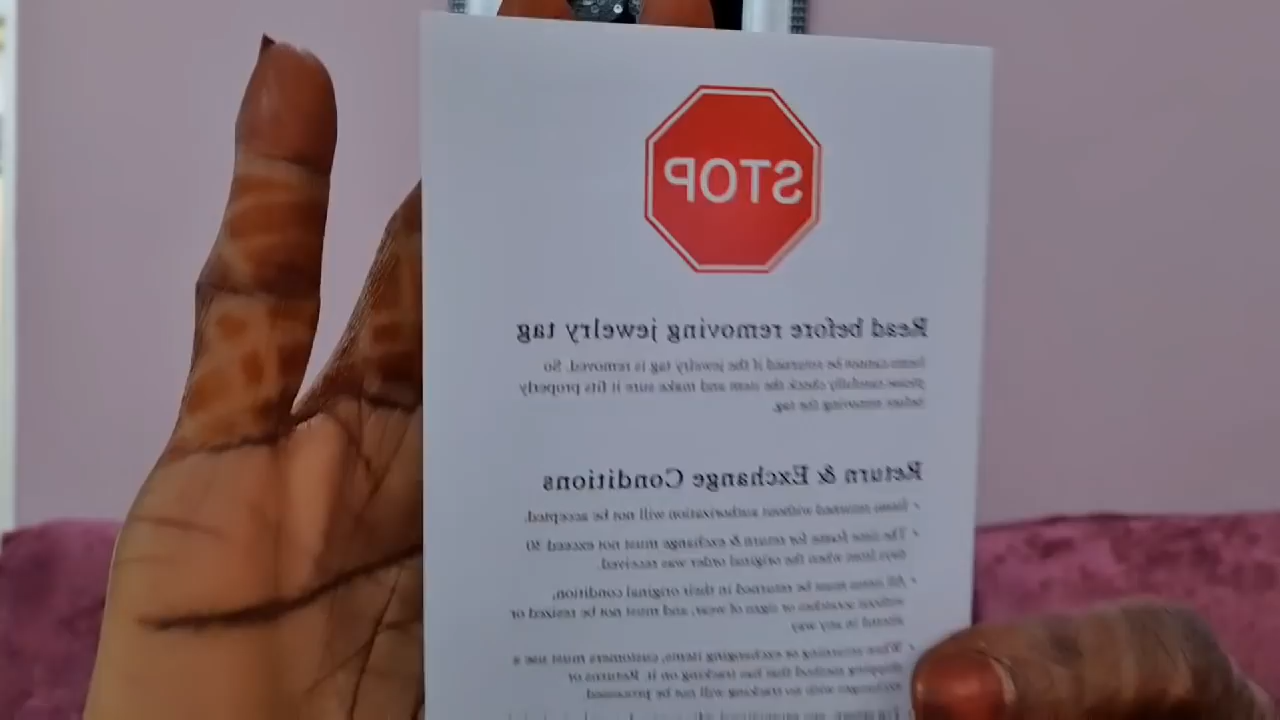 STOP
Read before removing jewelry tag
Items cannot be returned if the jewelry tag is removed. So
please carefully check the item and make sure it fits properly
before removing the tag.
Return & Exchange Conditions
• Items returned without authorization will not be accepted.
• The time frame for return & exchange must not exceed 30
days from when the original order was received.
• All items must be returned in their original condition,
without scratches or signs of wear, and must not be resized or
altered in any way
• When returning or exchanging items, customers must use a
shipping method that has tracking on it. Returns or
exchanges with no tracking will not be processed.